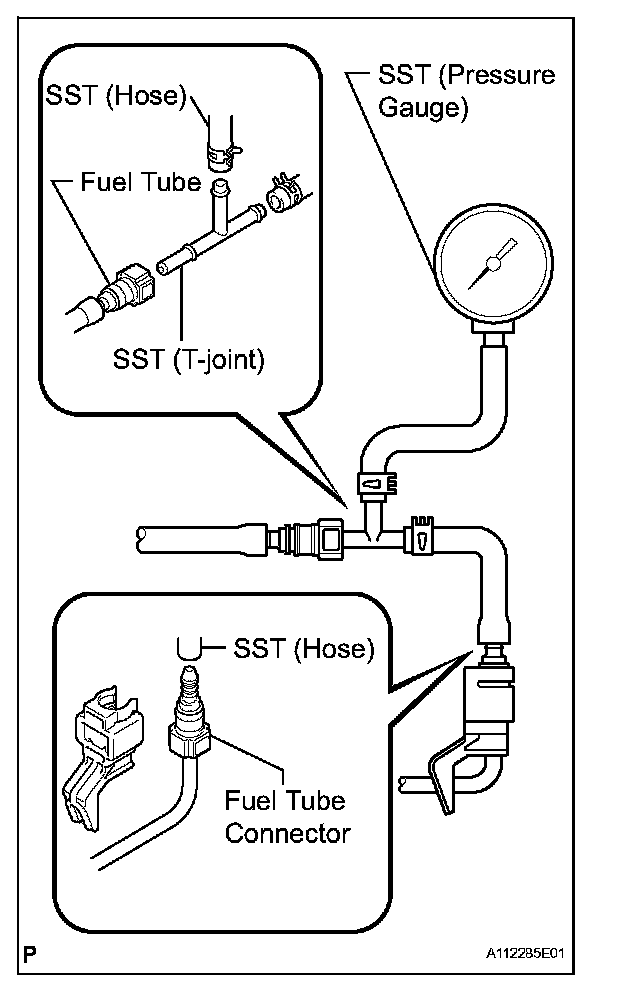 SST (Hose)
Fuel Tube
SST (T-joint)
SST (Pressure
Gauge)
SST (Hose)
Fuel Tube
Connector
P
A112285E01